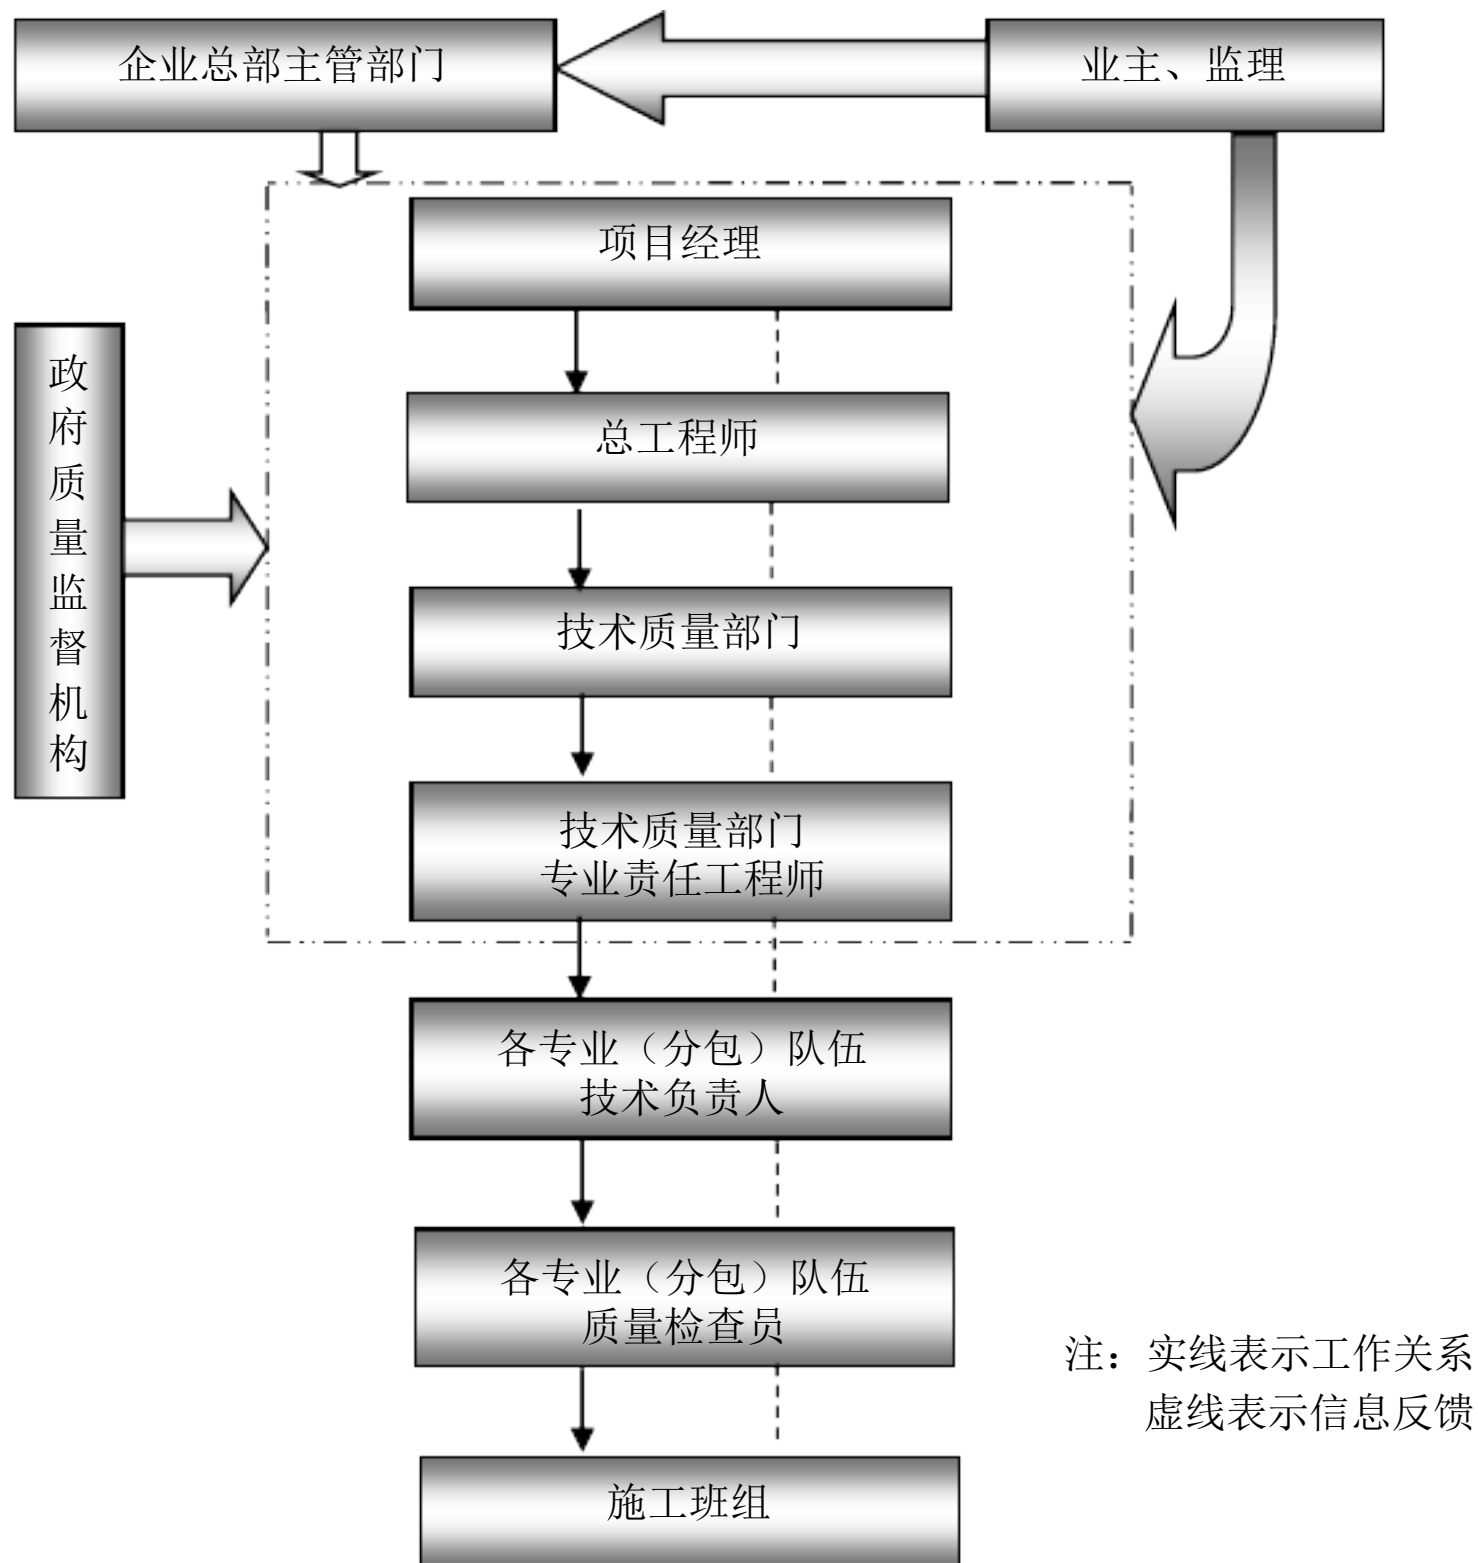 企业总部主管部门
业主、监理
项目经理
政府质量监督机构
总工程师
技术质量部门
技术质量部门
专业责任工程师
各专业（分包）队伍
技术负责人
各专业（分包）队伍
质量检查员
注：实线表示工作关系
虚线表示信息反馈
施工班组